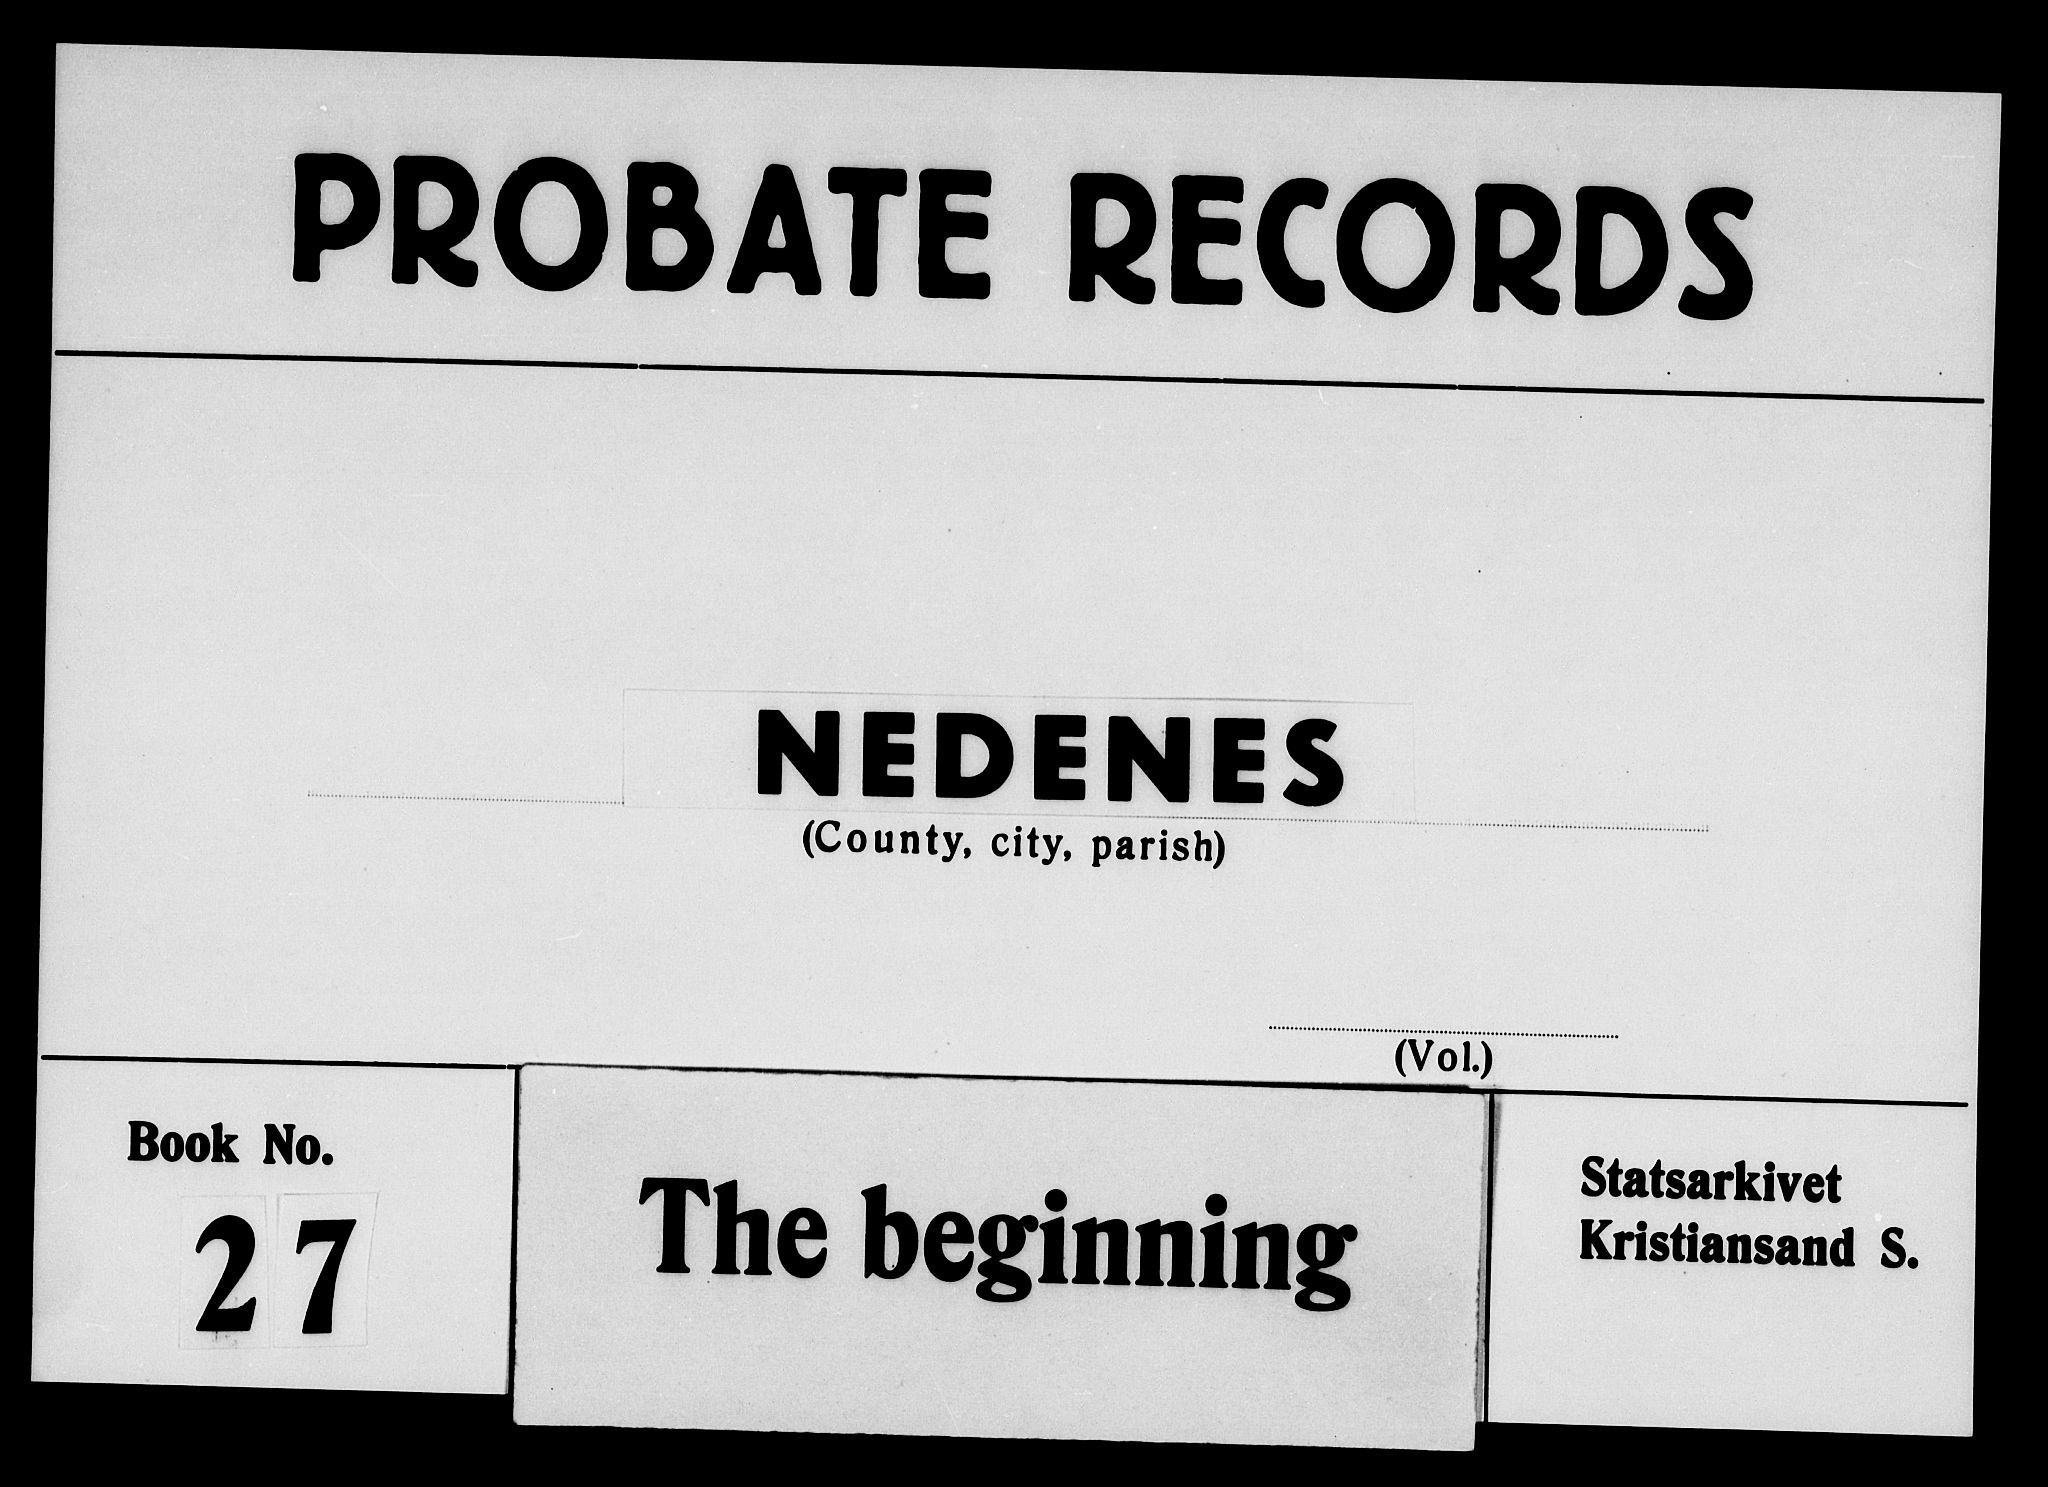 PROBATE RECORDS
NEDENES
(County, city, parish)
(Vol.)
Book No.
27
The beginning
Statsarkivet
Kristiansand S.